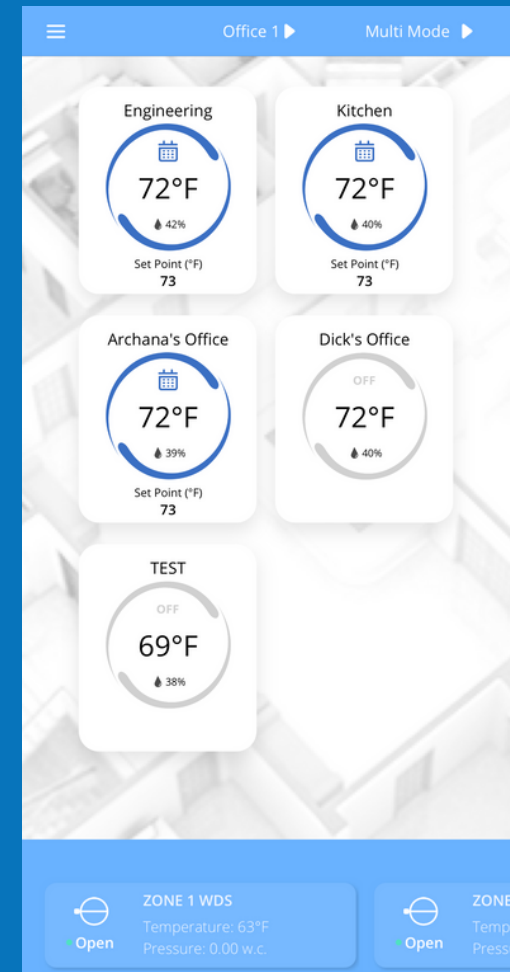 Office 1 Multi Mode
Engineering
72°F
42%
Set Point (°F)
73
Kitchen
72°F
40%
Set Point (°F)
73
Archana's Office
72°F
39%
Set Point (°F)
73
Dick's Office
OFF
72°F
40%
TEST
OFF
69°F
38%
ZONE 1 WDS
Temperature: 63°F
Open
Pressure: 0.00 w.c.
ZONE
Open